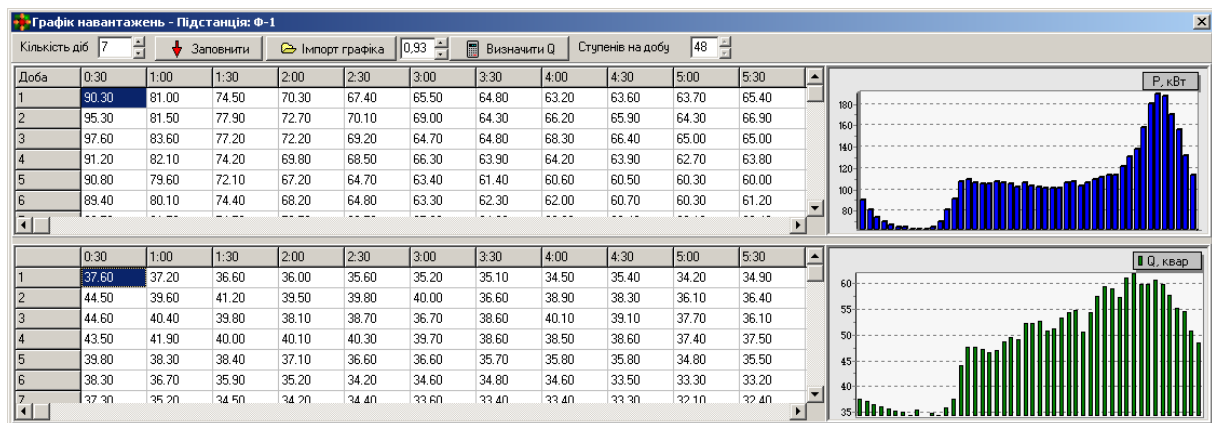 Графік навантажень - Підстанція: Ф-1
Кількість діб 7 Заповнити Імпорт графіка 0,93 Визначити Q Ступенів на добу 48
Доба 0:30 1:00 1:30 2:00 2:30 3:00 3:30 4:00 4:30 5:00 5:30
1 90.30 81.00 74.50 70.30 67.40 65.50 64.80 63.20 63.60 63.70 65.40
2 95.30 81.50 77.90 72.70 70.10 69.00 64.30 66.20 65.90 64.30 66.90
3 97.60 83.60 77.20 72.20 69.20 64.70 64.80 68.30 66.40 65.00 65.00
4 91.20 82.10 74.20 69.80 68.50 66.30 63.90 64.20 63.90 62.70 63.80
5 90.80 79.60 72.10 67.20 64.70 63.40 61.40 60.60 60.50 60.30 60.00
6 89.40 80.10 74.40 68.20 64.80 63.30 62.30 62.00 60.70 60.30 61.20
P, кВт
180
160
140
120
100
80
0:30 1:00 1:30 2:00 2:30 3:00 3:30 4:00 4:30 5:00 5:30
1 37.60 37.20 36.60 36.00 35.60 35.20 35.10 34.50 35.40 34.20 34.90
2 44.50 39.60 41.20 39.50 39.80 40.00 36.60 38.90 38.30 36.10 36.40
3 44.60 40.40 39.80 38.10 38.70 36.70 38.60 40.10 39.10 37.70 36.10
4 43.50 41.90 40.00 40.10 40.30 39.70 38.60 38.50 38.60 37.40 37.50
5 39.80 38.30 38.40 37.10 36.60 36.60 35.70 35.80 35.80 34.80 35.50
6 38.30 36.70 35.90 35.20 34.20 34.60 34.80 34.60 33.50 33.30 33.20
7 37.30 35.20 34.50 34.20 34.40 33.60 33.40 33.40 33.30 32.10 32.40
Q, квар
60
55
50
45
40
35